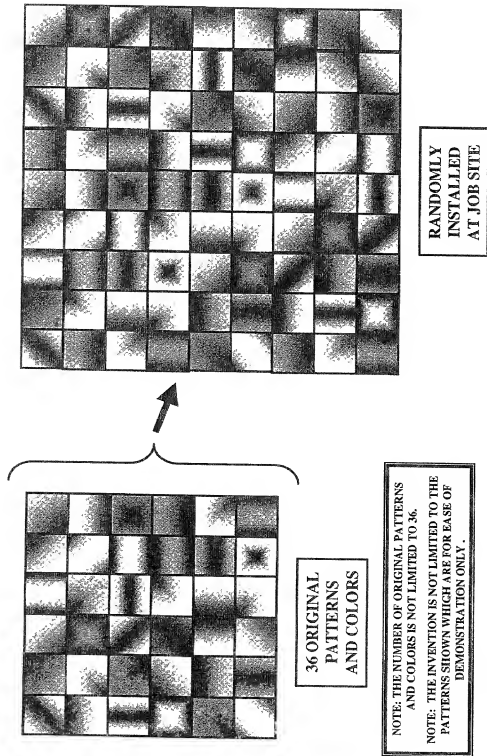 36 ORIGINAL
PATTERNS
AND COLORS
NOTE: THE NUMBER OF ORIGINAL PATTERNS
AND COLORS IS NOT LIMITED TO 36.
NOTE: THE INVENTION IS NOT LIMITED TO THE
PATTERNS SHOWN WHICH ARE FOR EASE OF
DEMONSTRATION ONLY .
RANDOMLY
INSTALLED
AT JOB SITE